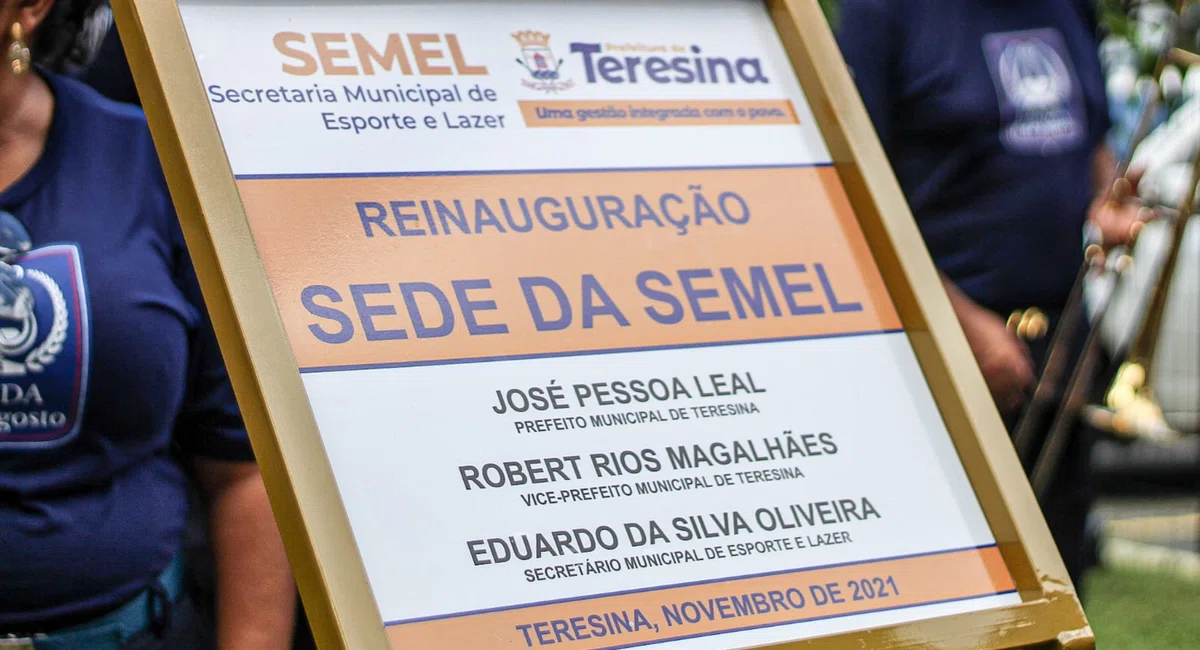 SEMEL
Secretaria Municipal de
Esporte e Lazer
Prefeitura de
Teresina
Uma gestão integrada com o povo.
REINAUGURAÇÃO
SEDE DA SEMEL
JOSÉ PESSOA LEAL
PREFEITO MUNICIPAL DE TERESINA
ROBERT RIOS MAGALHÃES
VICE-PREFEITO MUNICIPAL DE TERESINA
EDUARDO DA SILVA OLIVEIRA
SECRETÁRIO MUNICIPAL DE ESPORTE E LAZER
TERESINA, NOVEMBRO DE 2021
DA
gosto